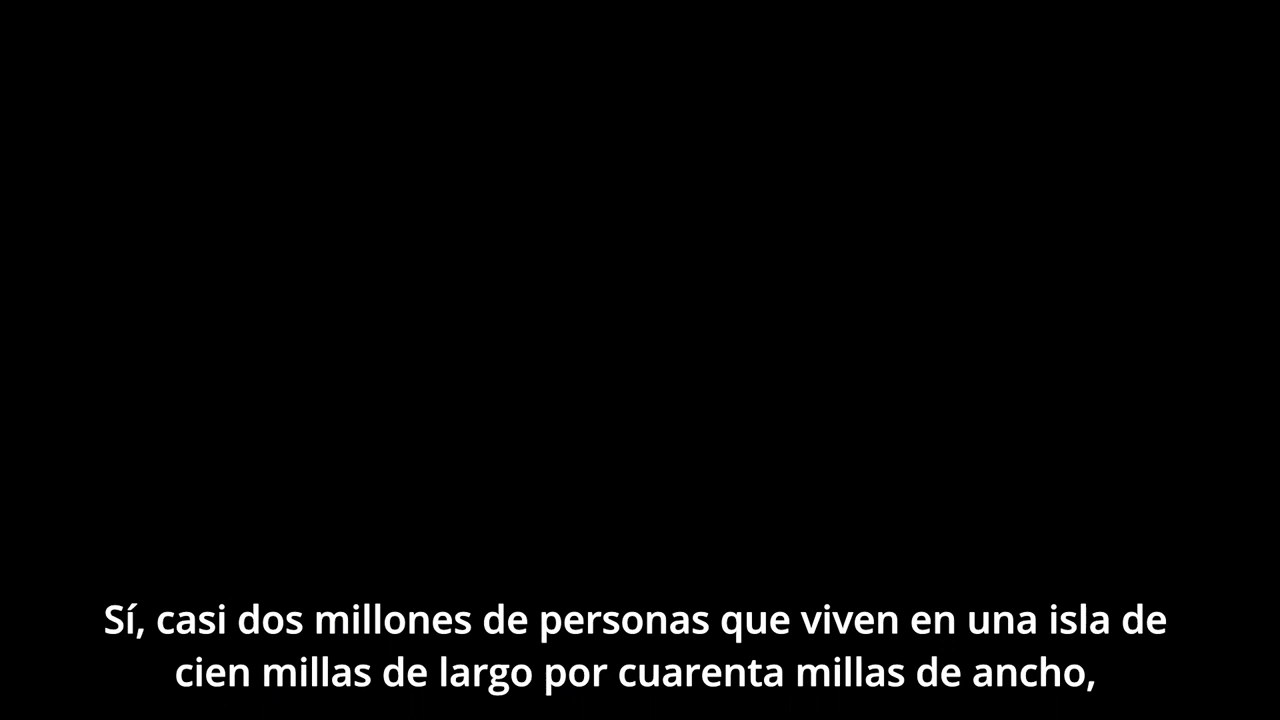 Sí, casi dos millones de personas que viven en una isla de
cien millas de largo por cuarenta millas de ancho,